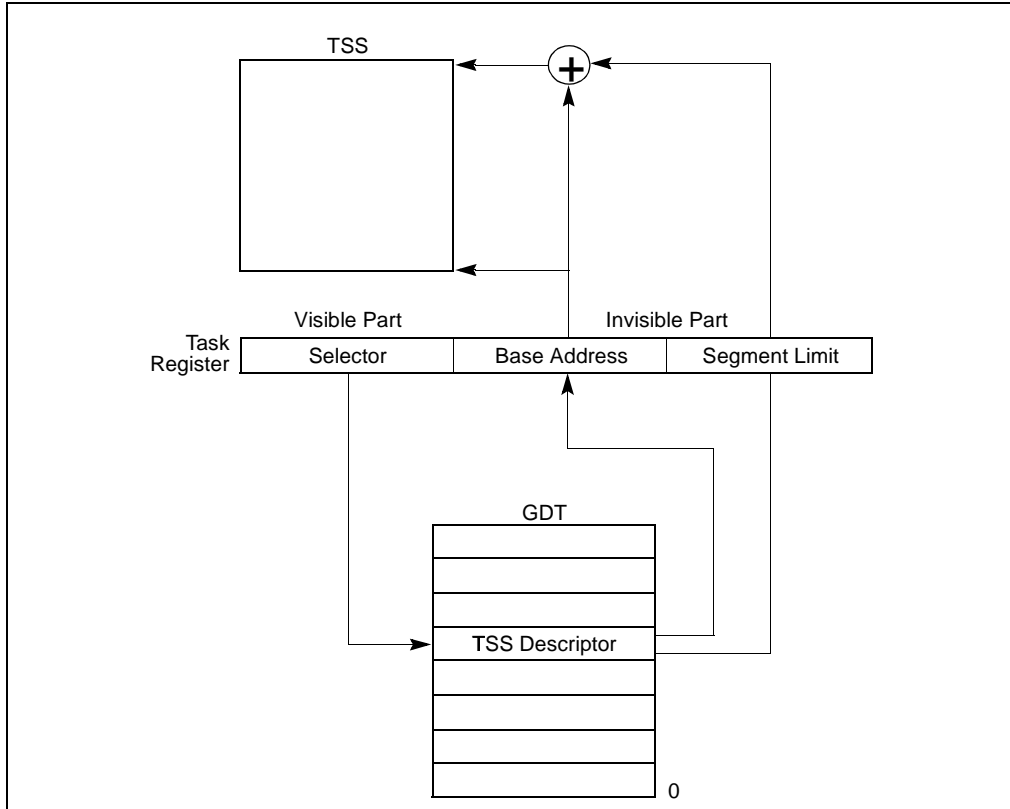 TSS
+
Visible Part Invisible Part
Task
Register
Selector Base Address Segment Limit
GDT
TSS Descriptor
0